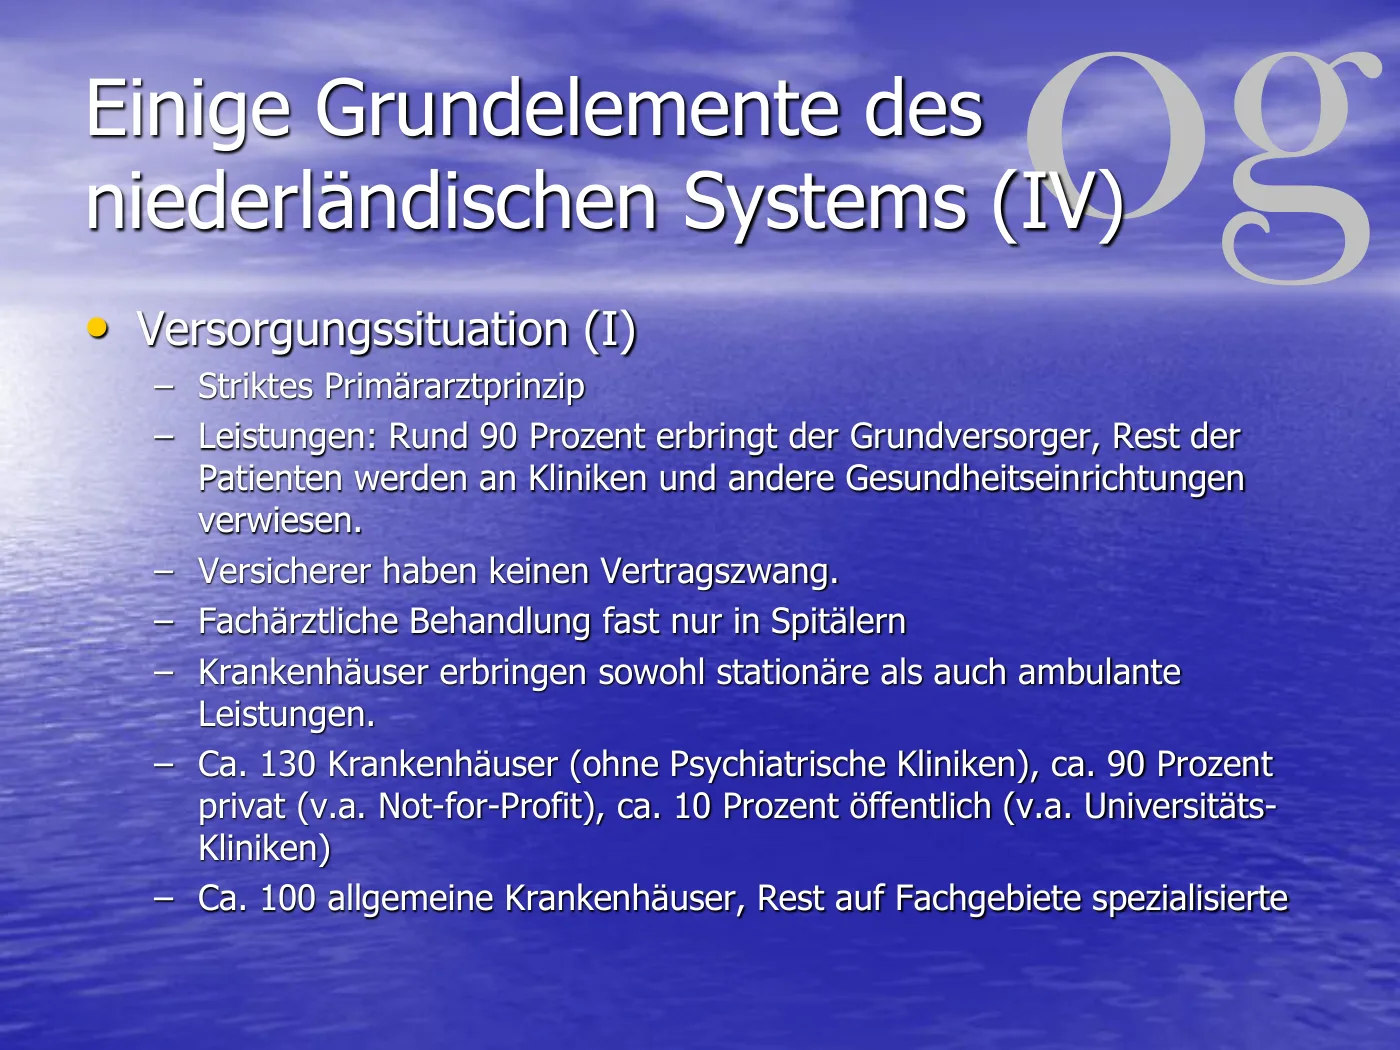 og
Einige Grundelemente des
niederländischen Systems (IV)
• Versorgungssituation (I)
– Striktes Primärarztprinzip
– Leistungen: Rund 90 Prozent erbringt der Grundversorger, Rest der
Patienten werden an Kliniken und andere Gesundheitseinrichtungen
verwiesen.
– Versicherer haben keinen Vertragszwang.
– Fachärztliche Behandlung fast nur in Spitälern
– Krankenhäuser erbringen sowohl stationäre als auch ambulante
Leistungen.
– Ca. 130 Krankenhäuser (ohne Psychiatrische Kliniken), ca. 90 Prozent
privat (v.a. Not-for-Profit), ca. 10 Prozent öffentlich (v.a. Universitäts-
Kliniken)
– Ca. 100 allgemeine Krankenhäuser, Rest auf Fachgebiete spezialisierte